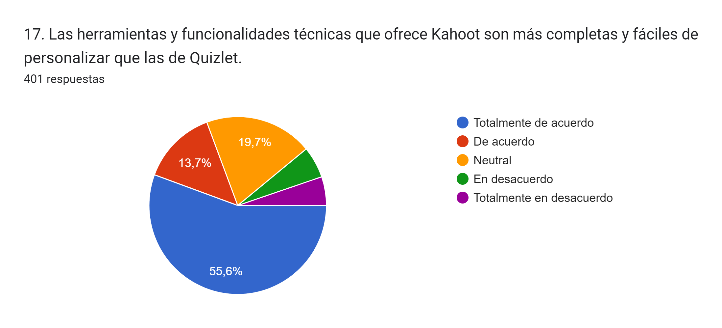 17. Las herramientas y funcionalidades técnicas que ofrece Kahoot son más completas y fáciles de
personalizar que las de Quizlet.
401 respuestas
Totalmente de acuerdo
De acuerdo
Neutral
En desacuerdo
Totalmente en desacuerdo
19,7%
13,7%
55,6%